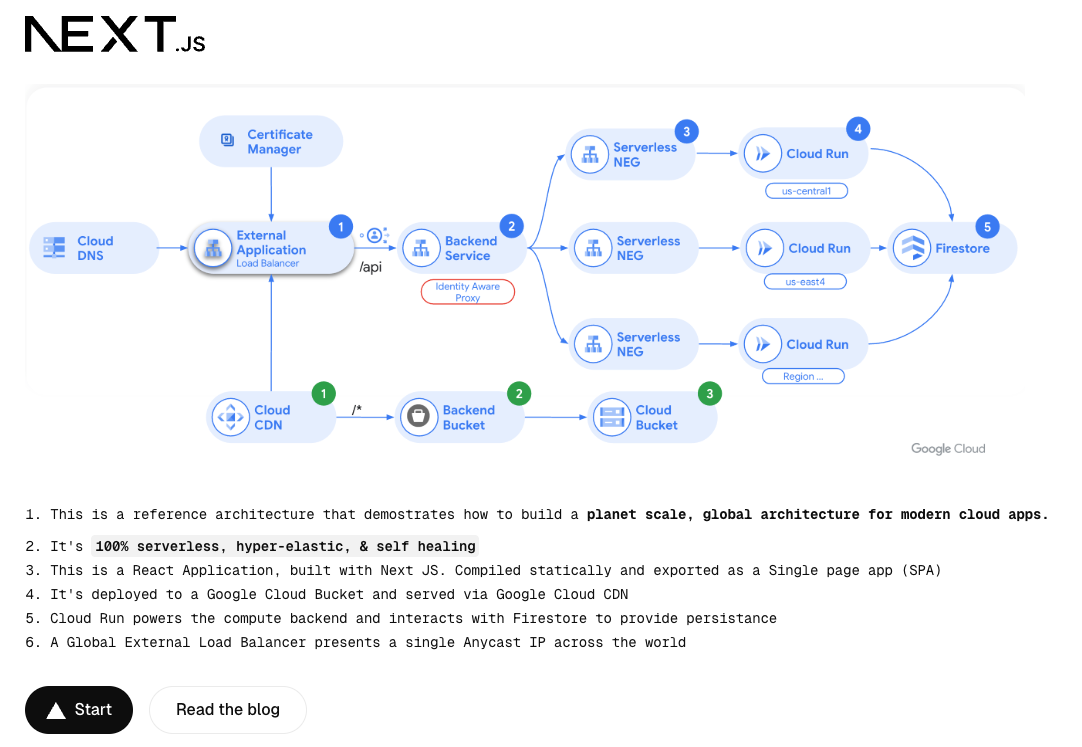 NEXT.JS
Certificate
Manager
3
Serverless
NEG
4
Cloud Run
us-central1
Cloud
DNS
1
External
Application
Load Balancer
/api
2
Backend
Service
Identity Aware
Proxy
Serverless
NEG
Cloud Run
us-east4
5
Firestore
Serverless
NEG
Cloud Run
Region ...
1
Cloud
CDN
/*
2
Backend
Bucket
3
Cloud
Bucket
Google Cloud
1. This is a reference architecture that demostrates how to build a planet scale, global architecture for modern cloud apps.
2. It's 100% serverless, hyper-elastic, & self healing
3. This is a React Application, built with Next JS. Compiled statically and exported as a Single page app (SPA)
4. It's deployed to a Google Cloud Bucket and served via Google Cloud CDN
5. Cloud Run powers the compute backend and interacts with Firestore to provide persistance
6. A Global External Load Balancer presents a single Anycast IP across the world
Start
Read the blog